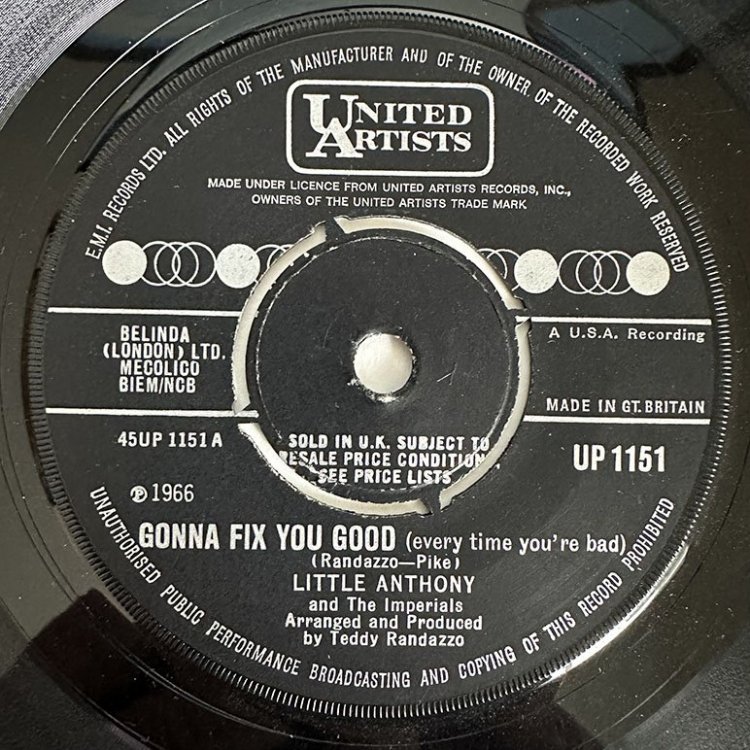 E.M.I. RECORDS LTD. ALL RIGHTS OF THE MANUFACTURER AND OF THE OWNER OF THE RECORDED WORK RESERVED
UNITED
ARTISTS
MADE UNDER LICENCE FROM UNITED ARTISTS RECORDS, INC.,
OWNERS OF THE UNITED ARTISTS TRADE MARK
BELINDA
(LONDON) LTD.
MECOLICO
BIEM/NCB
A U.S.A. Recording
MADE IN GT. BRITAIN
45UP 1151 A
SOLD IN U.K. SUBJECT TO
RESALE PRICE CONDITION
SEE PRICE LISTS
UP 1151
℗ 1966
GONNA FIX YOU GOOD (every time you're bad)
(Randazzo—Pike)
LITTLE ANTHONY
and The Imperials
Arranged and Produced
by Teddy Randazzo
UNAUTHORISED PUBLIC PERFORMANCE BROADCASTING AND COPYING OF THIS RECORD PROHIBITED